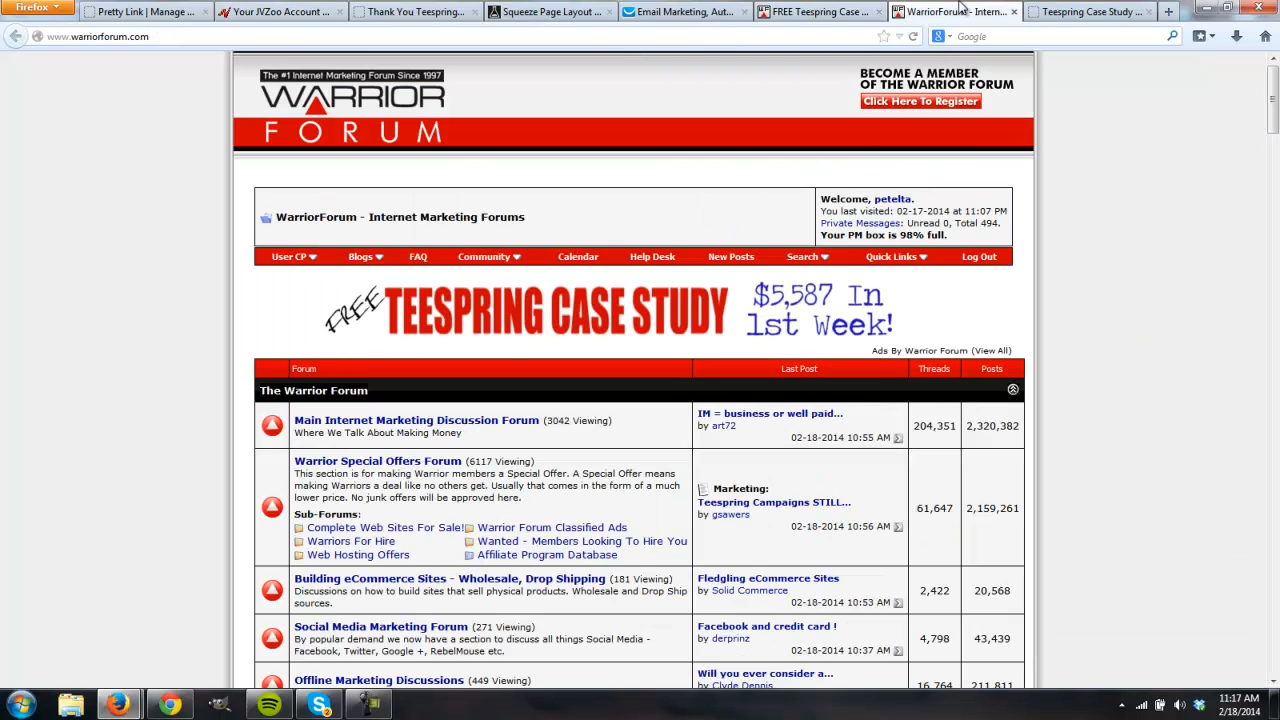 Firefox
Pretty Link | Manage ...
Your JVZoo Account ...
Thank You Teespring...
Squeeze Page Layout ...
Email Marketing, Aut...
FREE Teespring Case ...
WarriorForum - Intern...
Teespring Case Study ...
www.warriorforum.com
Google
The #1 Internet Marketing Forum Since 1997
WARRIOR
FORUM
BECOME A MEMBER
OF THE WARRIOR FORUM
Click Here To Register
WarriorForum - Internet Marketing Forums
Welcome, petelta.
You last visited: 02-17-2014 at 11:07 PM
Private Messages: Unread 0, Total 494.
Your PM box is 98% full.
User CP Blogs FAQ Community Calendar Help Desk New Posts Search Quick Links Log Out
FREE TEESPRING CASE STUDY $5,587 In
1st Week!
Ads By Warrior Forum (View All)
Forum Last Post Threads Posts
The Warrior Forum
Main Internet Marketing Discussion Forum (3042 Viewing)
Where We Talk About Making Money
IM = business or well paid...
by art72
02-18-2014 10:55 AM
204,351 2,320,382
Warrior Special Offers Forum (6117 Viewing)
This section is for making Warrior members a Special Offer. A Special Offer means
making Warriors a deal like no others get. Usually that comes in the form of a much
lower price. No junk offers will be approved here.
Sub-Forums:
Complete Web Sites For Sale! Warrior Forum Classified Ads
Warriors For Hire Wanted - Members Looking To Hire You
Web Hosting Offers Affiliate Program Database
Marketing:
Teespring Campaigns STILL...
by gsawers
02-18-2014 10:56 AM
61,647 2,159,261
Building eCommerce Sites - Wholesale, Drop Shipping (181 Viewing)
Discussions on how to build sites that sell physical products. Wholesale and Drop Ship
sources.
Fledgling eCommerce Sites
by Solid Commerce
02-18-2014 10:53 AM
2,422 20,568
Social Media Marketing Forum (271 Viewing)
By popular demand we now have a section to discuss all things Social Media -
Facebook, Twitter, Google +, RebelMouse etc.
Facebook and credit card !
by derprinz
02-18-2014 10:37 AM
4,798 43,439
Offline Marketing Discussions (449 Viewing)
Will you ever consider a...
by Clyde Dennis
16,764 211,811
11:17 AM
2/18/2014